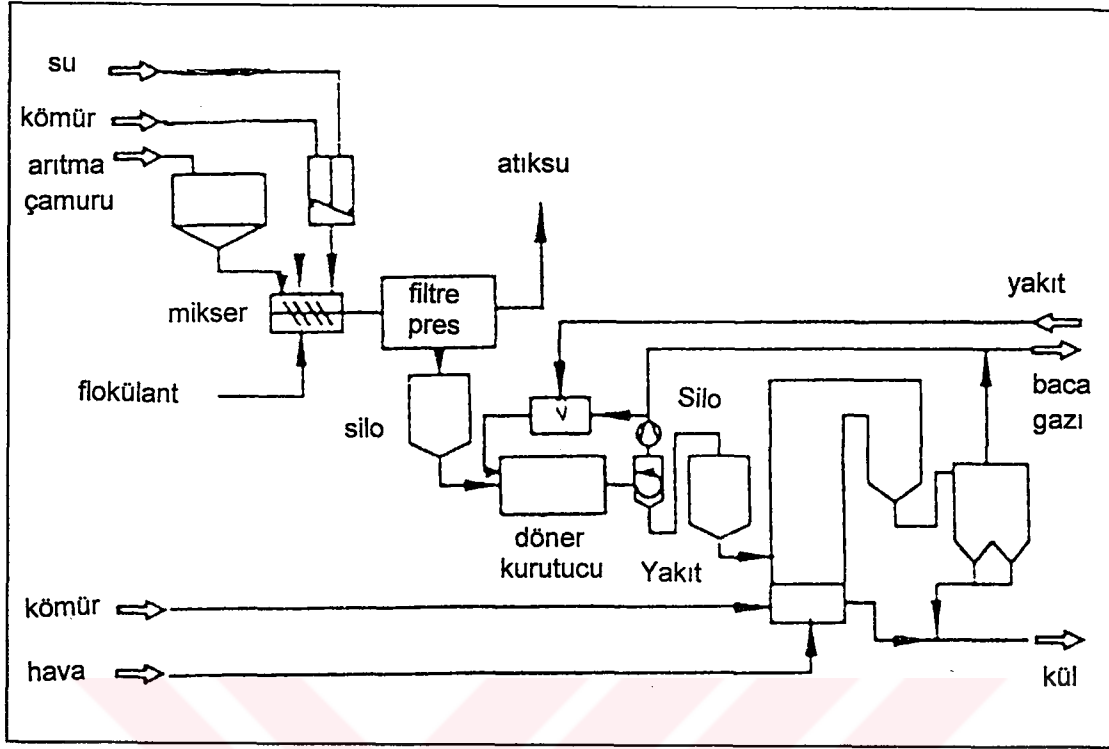 su
kömür
arıtma
çamuru
atıksu
mikser
filtre
pres
yakıt
flokülant
silo
V
Silo
baca
gazı
döner
kurutucu
Yakıt
kömür
hava
kül